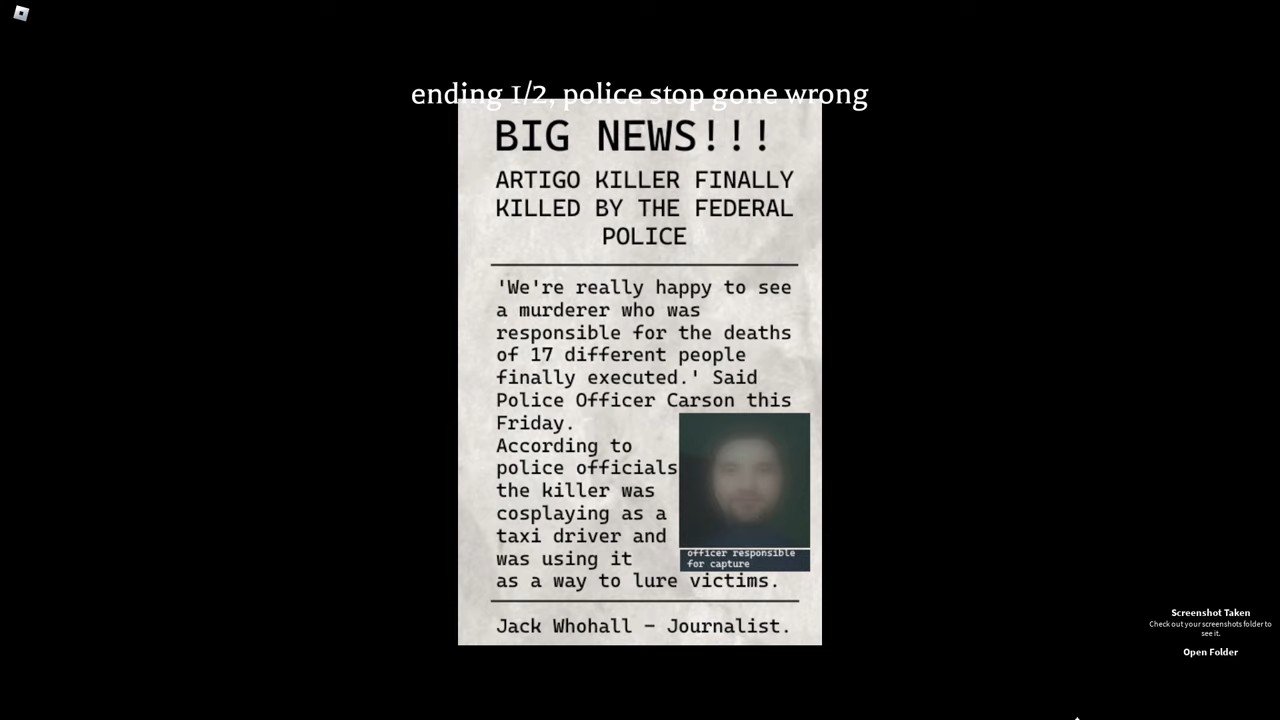 ending 1/2, police stop gone wrong
BIG NEWS!!!
ARTIGO KILLER FINALLY
KILLED BY THE FEDERAL
POLICE
'We're really happy to see
a murderer who was
responsible for the deaths
of 17 different people
finally executed.' Said
Police Officer Carson this
Friday.
According to
police officials
the killer was
cosplaying as a
taxi driver and
was using it
as a way to lure victims.
officer responsible
for capture
Jack Whohall - Journalist.
Screenshot Taken
Check out your screenshots folder to
see it.
Open Folder